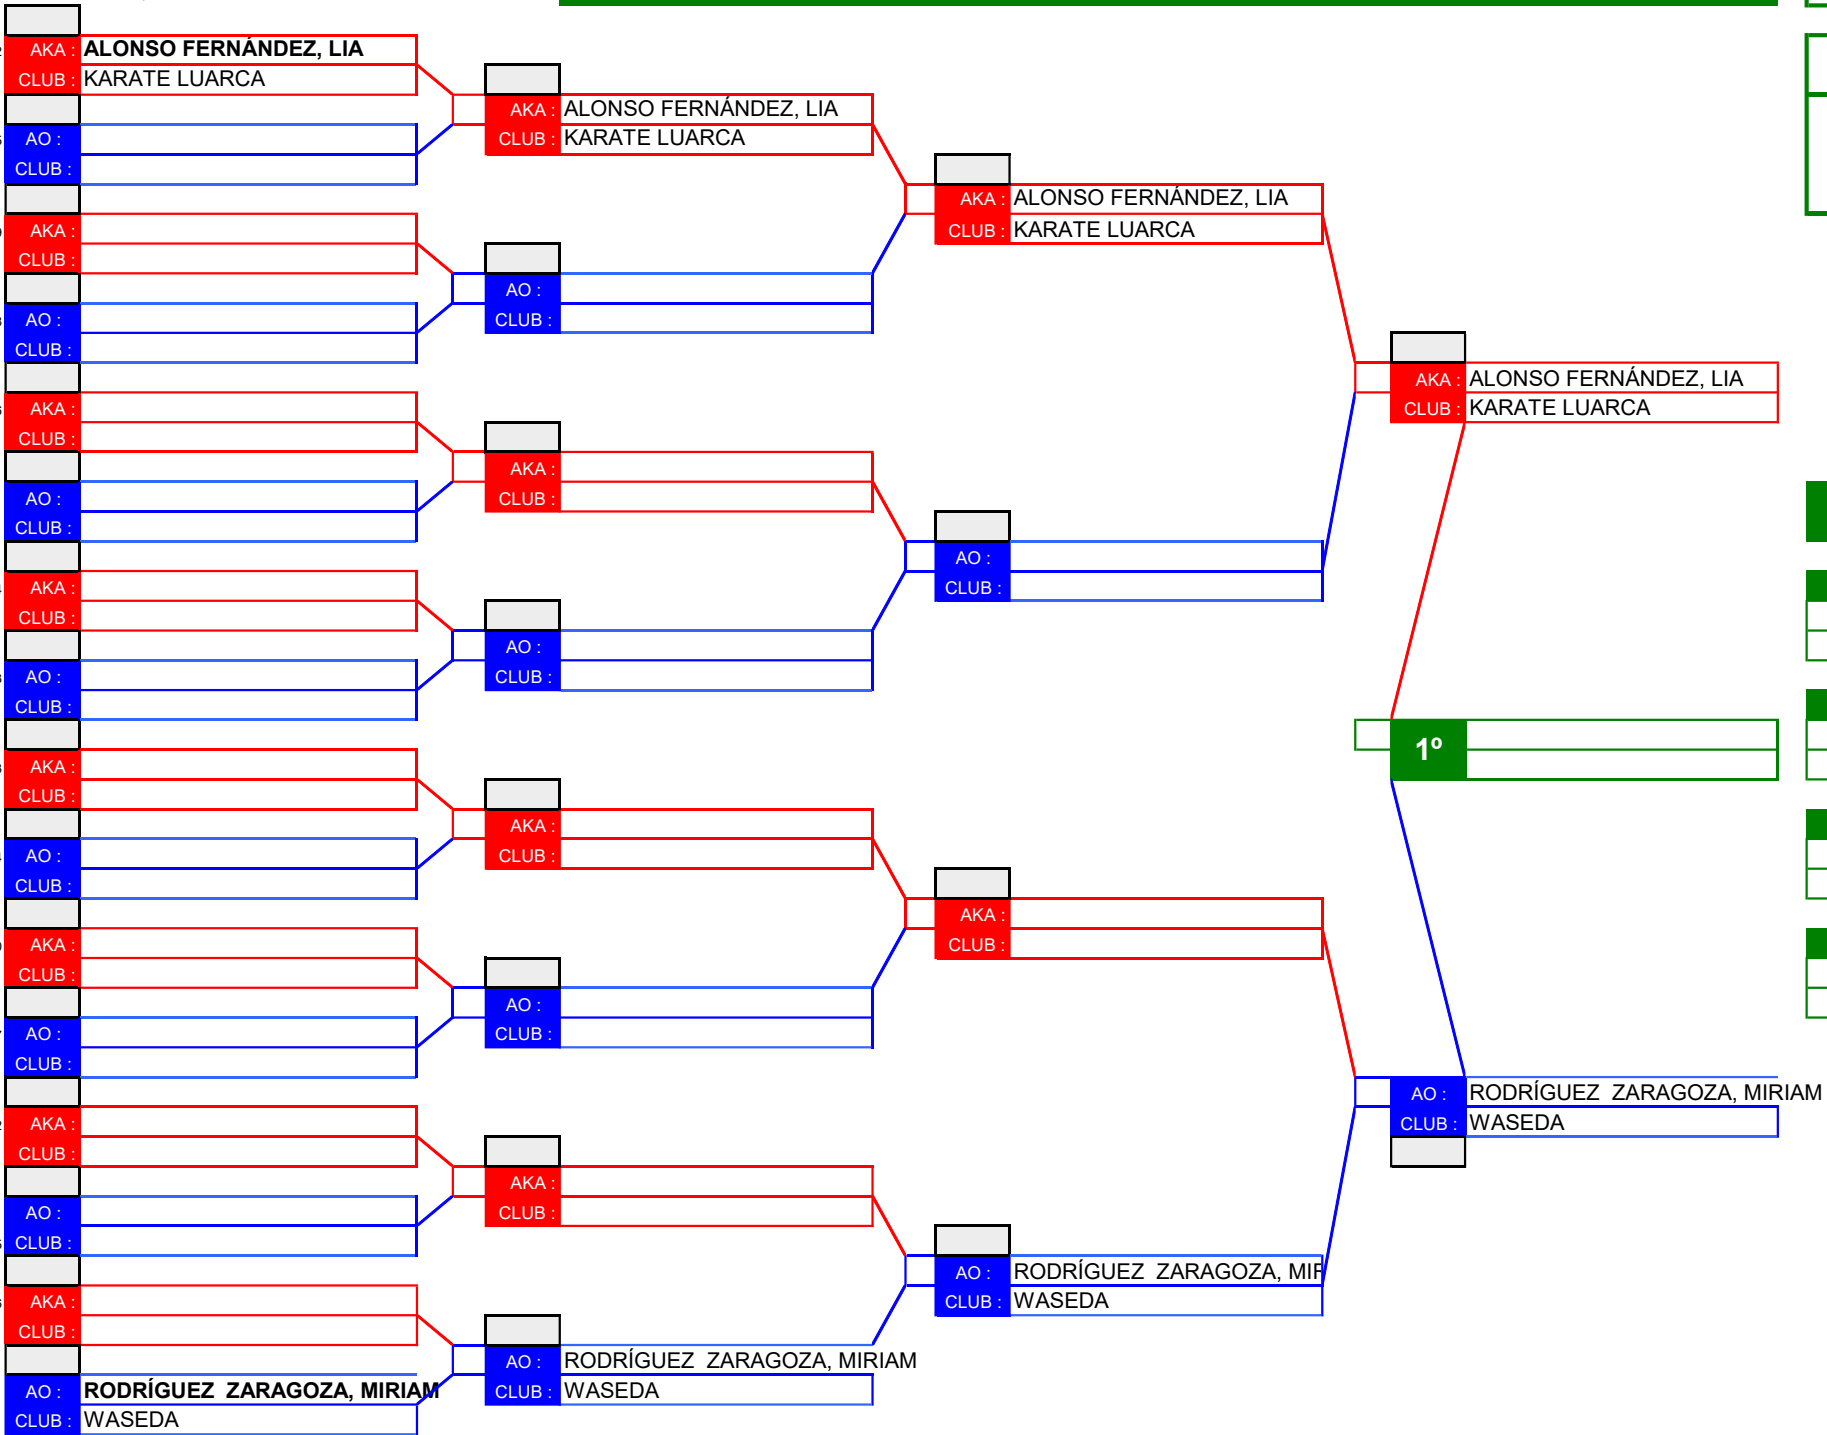 AKA : ALONSO FERNÁNDEZ, LIA
CLUB : KARATE LUARCA
AO :
CLUB :
AKA :
CLUB :
AO :
CLUB :
AKA :
CLUB :
AO :
CLUB :
AKA :
CLUB :
AO :
CLUB :
AKA :
CLUB :
AO :
CLUB :
AKA :
CLUB :
AO :
CLUB :
AKA :
CLUB :
AO :
CLUB :
AKA :
CLUB :
AO : RODRÍGUEZ  ZARAGOZA, MIRIAM
CLUB : WASEDA
AKA : ALONSO FERNÁNDEZ, LIA
CLUB : KARATE LUARCA
AO :
CLUB :
AKA :
CLUB :
AO :
CLUB :
AKA :
CLUB :
AO :
CLUB :
AKA :
CLUB :
AO : RODRÍGUEZ  ZARAGOZA, MIRIAM
CLUB : WASEDA
AKA : ALONSO FERNÁNDEZ, LIA
CLUB : KARATE LUARCA
AO :
CLUB :
AKA :
CLUB :
AO : RODRÍGUEZ  ZARAGOZA, MIR
CLUB : WASEDA
AKA : ALONSO FERNÁNDEZ, LIA
CLUB : KARATE LUARCA
1º
AO : RODRÍGUEZ  ZARAGOZA, MIRIAM
CLUB : WASEDA